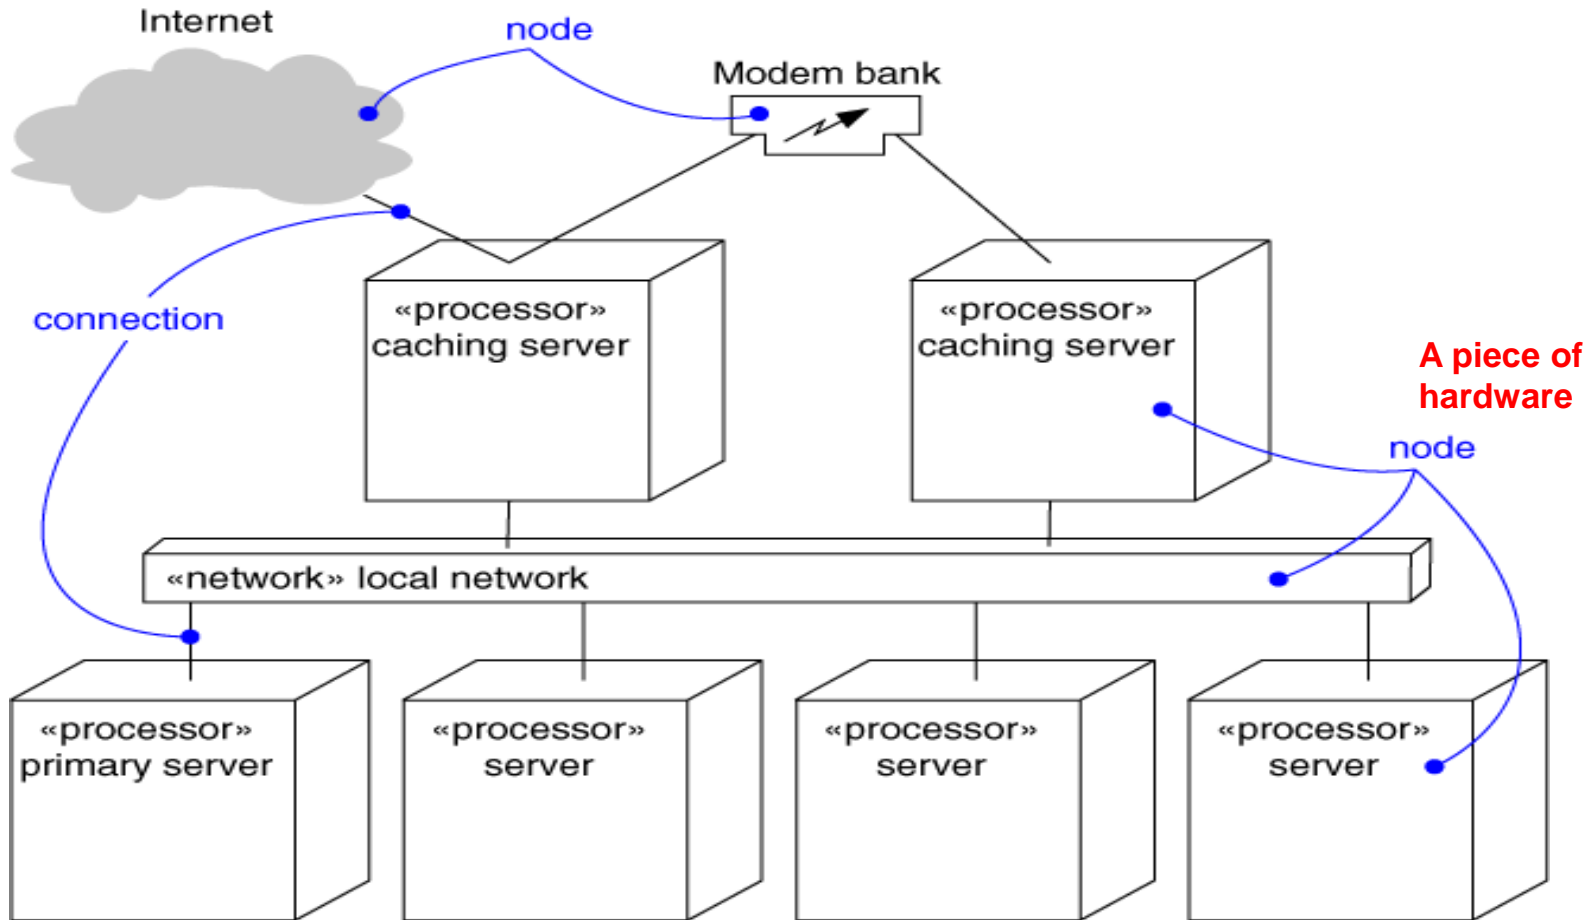 Internet
node
Modem bank
connection
«processor»
caching server
«processor»
caching server
A piece of
hardware
node
«network» local network
«processor»
primary server
«processor»
server
«processor»
server
«processor»
server